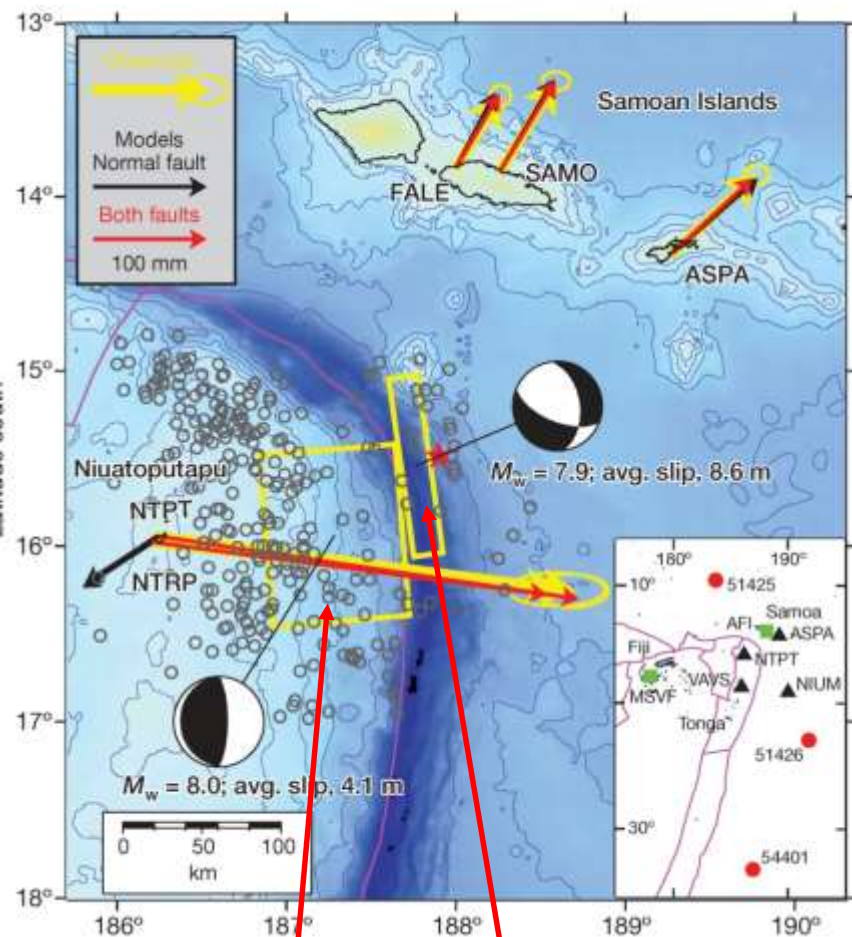 13°
Models
Normal fault
Both faults
100 mm
Samoan Islands
FALE
SAMO
14°
ASPA
15°
Niuatoputapu
NTPT
M_w = 7.9; avg. slip, 8.6 m
16°
NTRP
17°
M_w = 8.0; avg. slip, 4.1 m
0 50 100
km
18°
186° 187° 188° 189° 190°
180° 190°
10°
51425
Samoa
AFI
ASPA
Fiji
NTPT
VAVS
NIUM
MSVF
Tonga
51426
30°
54401